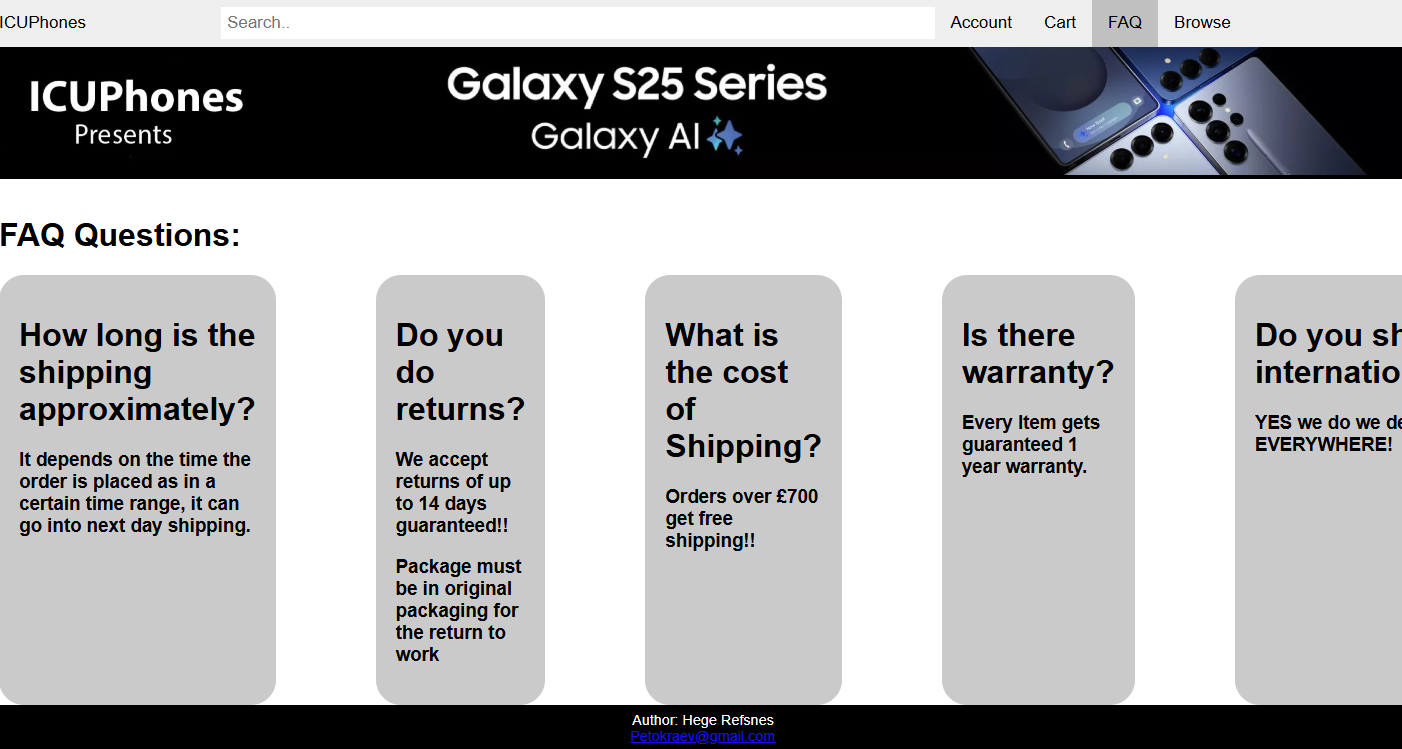 ICUPhones
Search..
Account
Cart
FAQ
Browse
ICUPhones
Presents
Galaxy S25 Series
Galaxy AI
FAQ Questions:
How long is the
shipping
approximately?
It depends on the time the
order is placed as in a
certain time range, it can
go into next day shipping.
Do you
do
returns?
We accept
returns of up
to 14 days
guaranteed!!
Package must
be in original
packaging for
the return to
work
What is
the cost
of
Shipping?
Orders over £700
get free
shipping!!
Is there
warranty?
Every Item gets
guaranteed 1
year warranty.
Do you sh
internatio
YES we do we de
EVERYWHERE!
Author: Hege Refsnes
Petokraev@gmail.com